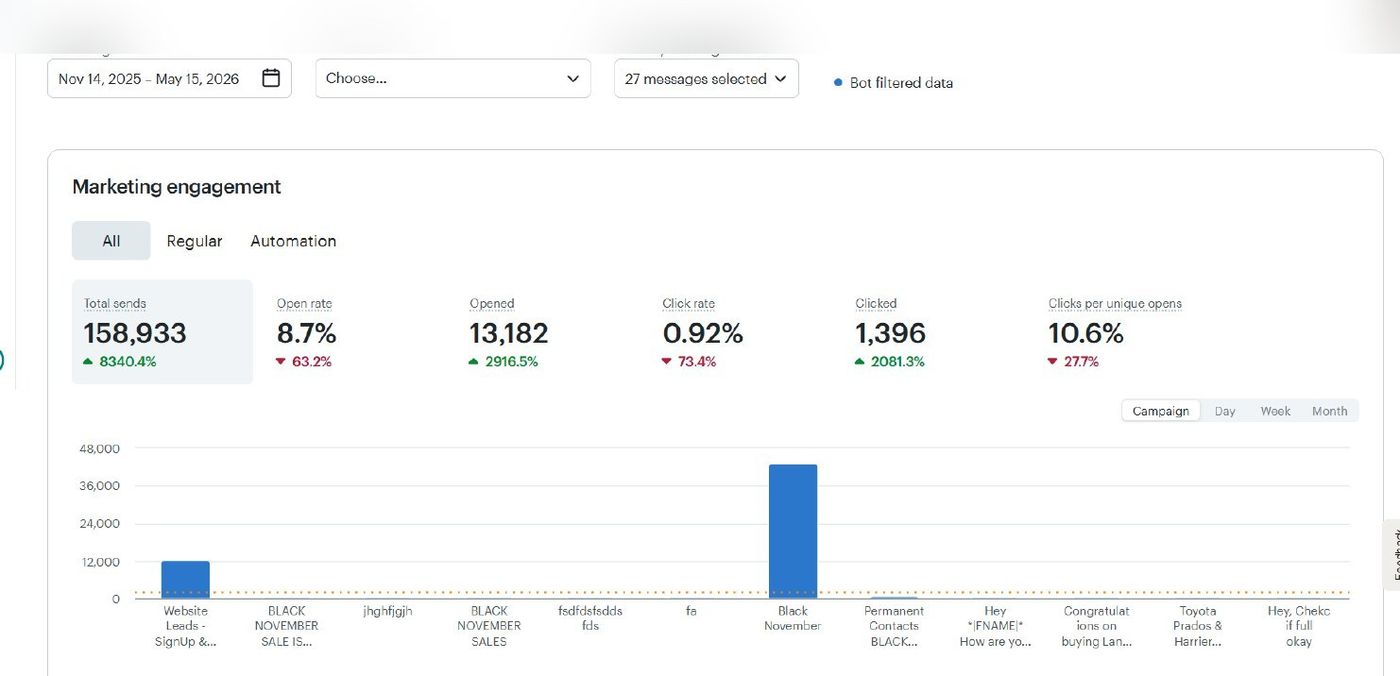 Nov 14, 2025 – May 15, 2026
Choose...
27 messages selected
Bot filtered data
Marketing engagement
All Regular Automation
Total sends
158,933
8340.4%
Open rate
8.7%
63.2%
Opened
13,182
2916.5%
Click rate
0.92%
73.4%
Clicked
1,396
2081.3%
Clicks per unique opens
10.6%
27.7%
Campaign Day Week Month
48,000
36,000
24,000
12,000
0
Website
Leads -
SignUp &...
BLACK
NOVEMBER
SALE IS...
jhghfjgjh
BLACK
NOVEMBER
SALES
fsdfdsfsdds
fds
fa
Black
November
Permanent
Contacts
BLACK...
Hey
*|FNAME|*
How are yo...
Congratulat
ions on
buying Lan...
Toyota
Prados &
Harrier...
Hey, Chekc
if full
okay
Feedback